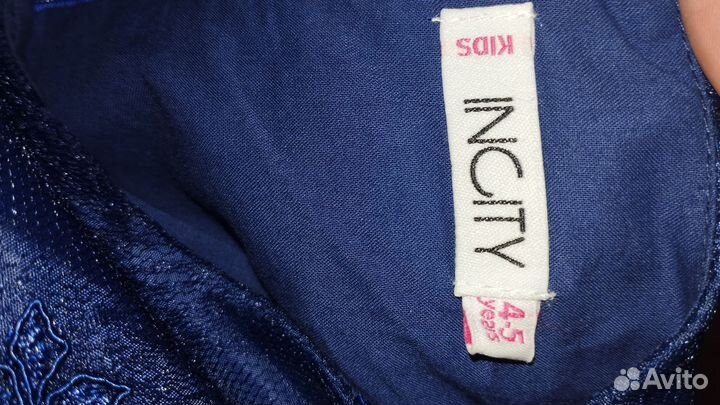 KIDS
INCITY
4-5
years
Avito